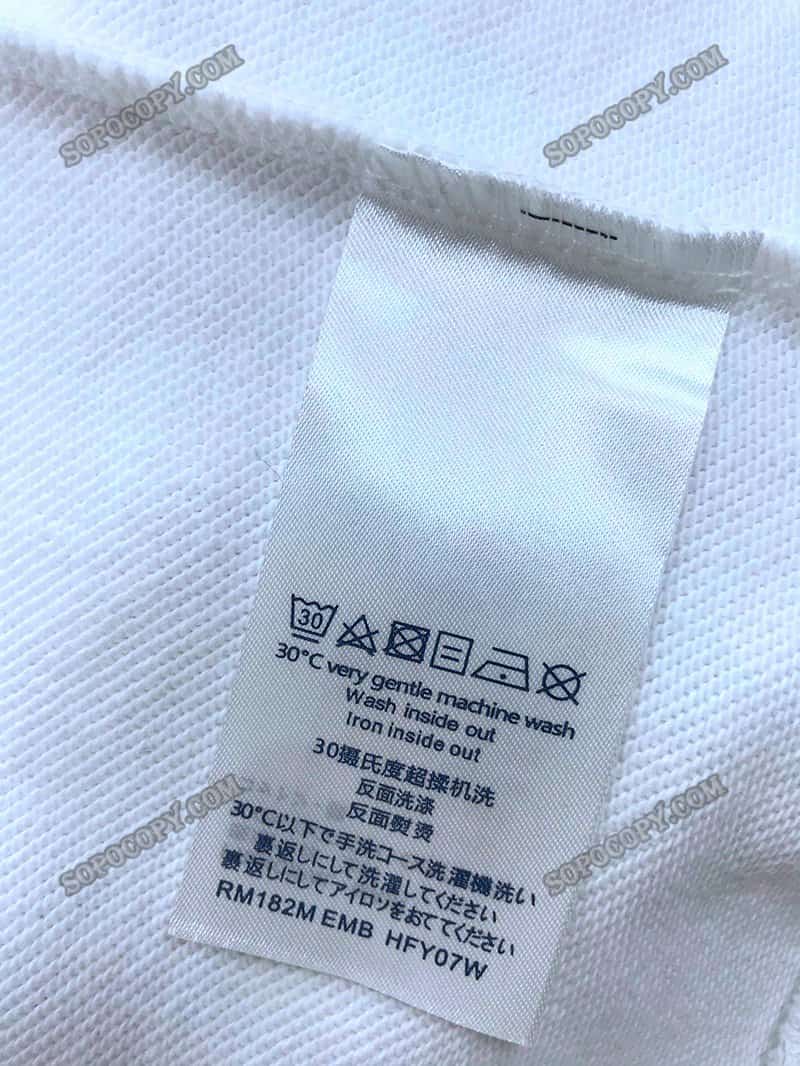 SOPOCOPY.COM SOPOCOPY.COM
30
30°C very gentle machine wash
Wash inside out
Iron inside out
30摄氏度超揉机洗
反面洗涤
反面熨烫
30°C以下で手洗コース洗濯機洗い
裏返しにして洗濯してください
裏返しにしてアイロソをおててください
RM182M EMB HFY07W
SOPOCOPY.COM SOPOCOPY.COM